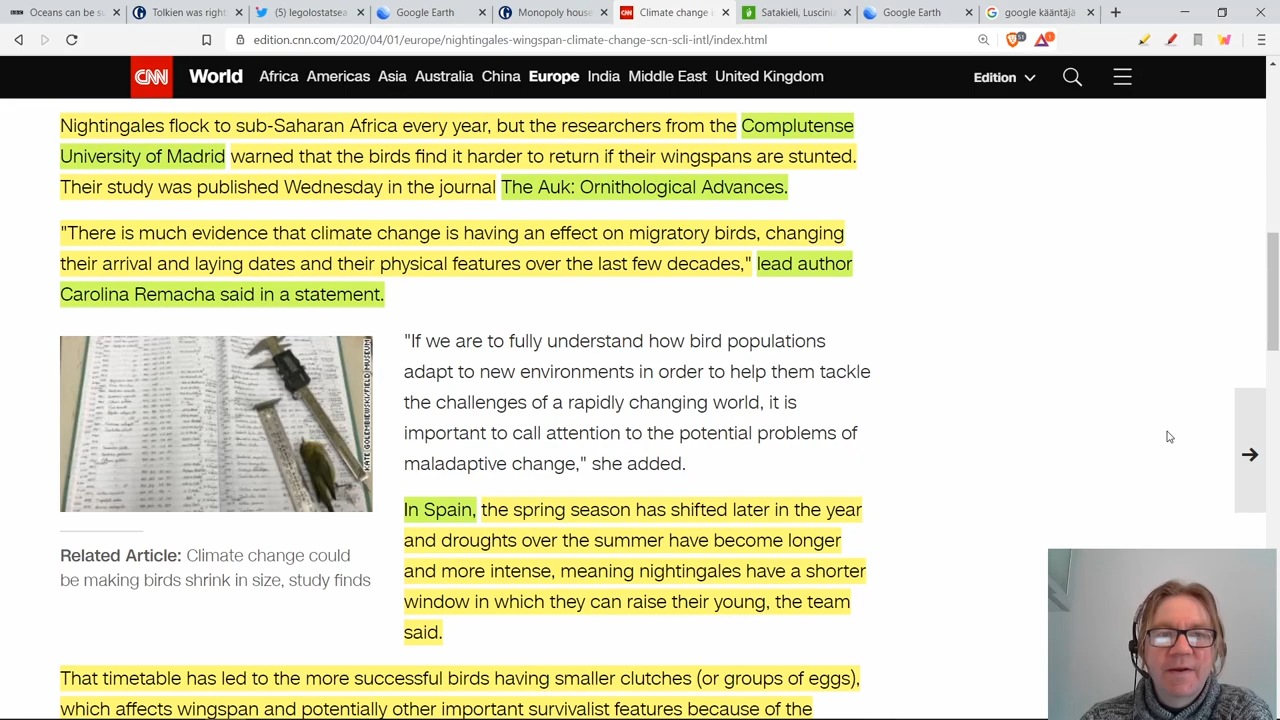 Oceans can be su
Tolkien was right
(5) legolostatsea
Google Earth
Monopoly house
Climate change i
Satakieli, Luscinia
Google Earth
google kääntäjä
edition.cnn.com/2020/04/01/europe/nightingales-wingspan-climate-change-scn-scli-intl/index.html
51
1
CNN World Africa Americas Asia Australia China Europe India Middle East United Kingdom Edition
Nightingales flock to sub-Saharan Africa every year, but the researchers from the Complutense
University of Madrid warned that the birds find it harder to return if their wingspans are stunted.
Their study was published Wednesday in the journal The Auk: Ornithological Advances.
"There is much evidence that climate change is having an effect on migratory birds, changing
their arrival and laying dates and their physical features over the last few decades," lead author
Carolina Remacha said in a statement.
"If we are to fully understand how bird populations
adapt to new environments in order to help them tackle
the challenges of a rapidly changing world, it is
important to call attention to the potential problems of
maladaptive change," she added.
Related Article: Climate change could
be making birds shrink in size, study finds
In Spain, the spring season has shifted later in the year
and droughts over the summer have become longer
and more intense, meaning nightingales have a shorter
window in which they can raise their young, the team
said.
That timetable has led to the more successful birds having smaller clutches (or groups of eggs),
which affects wingspan and potentially other important survivalist features because of the